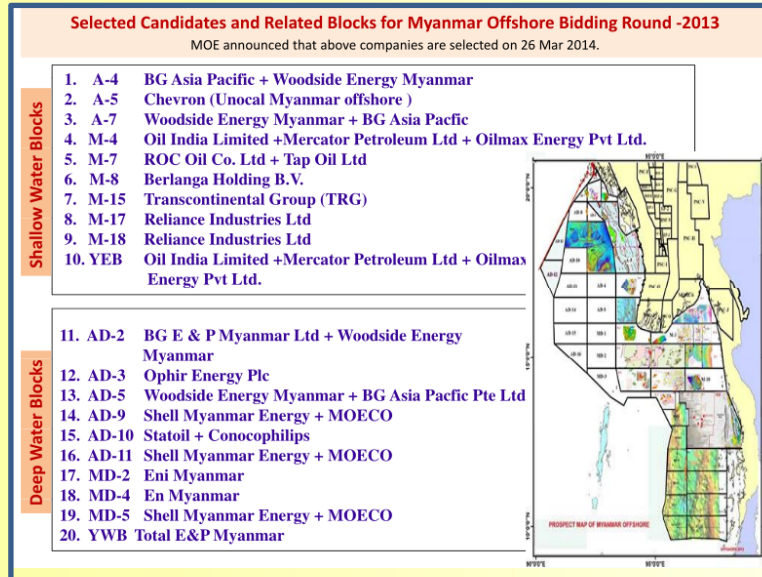 Selected Candidates and Related Blocks for Myanmar Offshore Bidding Round -2013
MOE announced that above companies are selected on 26 Mar 2014.
Shallow Water Blocks
1. A-4 BG Asia Pacific + Woodside Energy Myanmar
2. A-5 Chevron (Unocal Myanmar offshore )
3. A-7 Woodside Energy Myanmar + BG Asia Pacfic
4. M-4 Oil India Limited +Mercator Petroleum Ltd + Oilmax Energy Pvt Ltd.
5. M-7 ROC Oil Co. Ltd + Tap Oil Ltd
6. M-8 Berlanga Holding B.V.
7. M-15 Transcontinental Group (TRG)
8. M-17 Reliance Industries Ltd
9. M-18 Reliance Industries Ltd
10. YEB Oil India Limited +Mercator Petroleum Ltd + Oilmax
Energy Pvt Ltd.
Deep Water Blocks
11. AD-2 BG E & P Myanmar Ltd + Woodside Energy
Myanmar
12. AD-3 Ophir Energy Plc
13. AD-5 Woodside Energy Myanmar + BG Asia Pacfic Pte Ltd
14. AD-9 Shell Myanmar Energy + MOECO
15. AD-10 Statoil + Conocophilips
16. AD-11 Shell Myanmar Energy + MOECO
17. MD-2 Eni Myanmar
18. MD-4 En Myanmar
19. MD-5 Shell Myanmar Energy + MOECO
20. YWB Total E&P Myanmar
PROSPECT MAP OF MYANMAR OFFSHORE